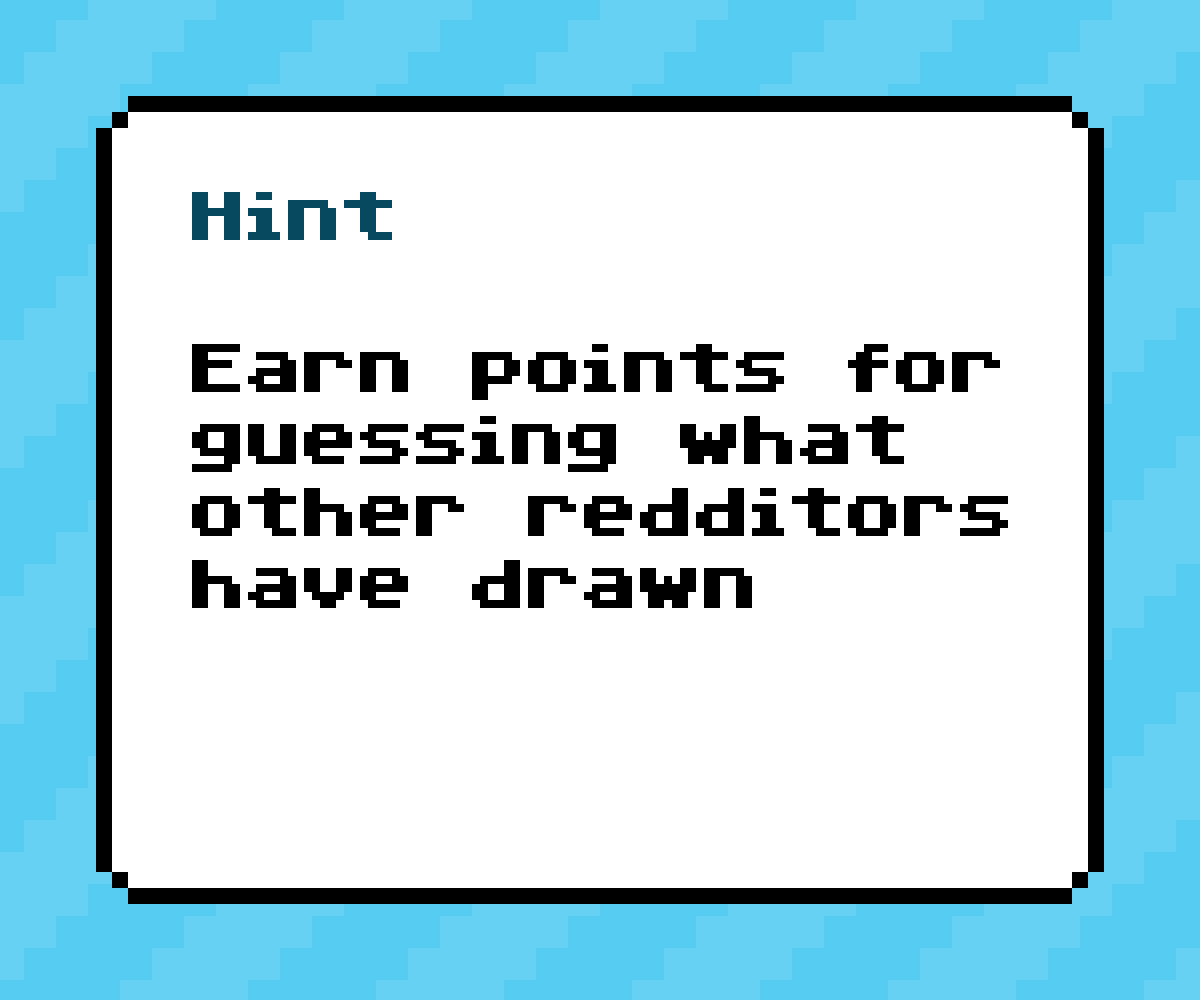 Hint
Earn points for
guessing what
other redditors
have drawn